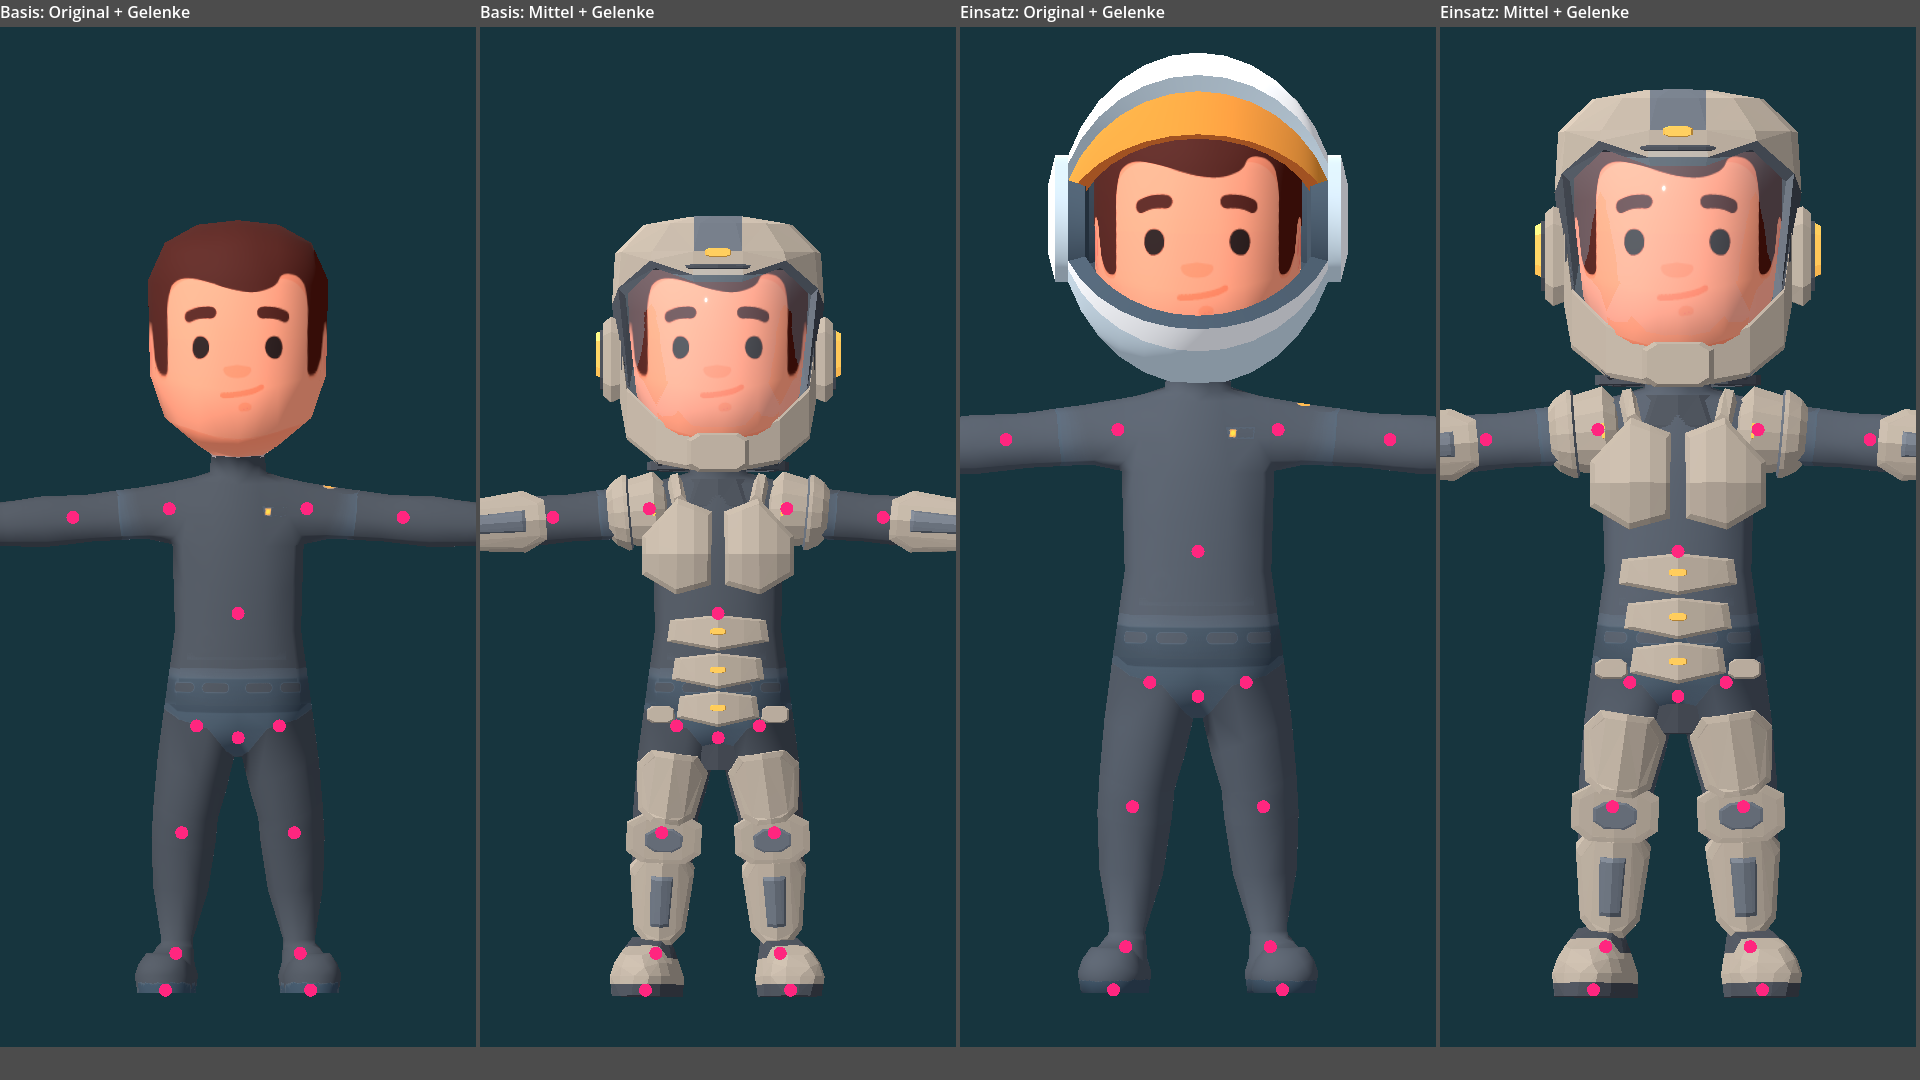 Basis: Original + Gelenke
Basis: Mittel + Gelenke
Einsatz: Original + Gelenke
Einsatz: Mittel + Gelenke